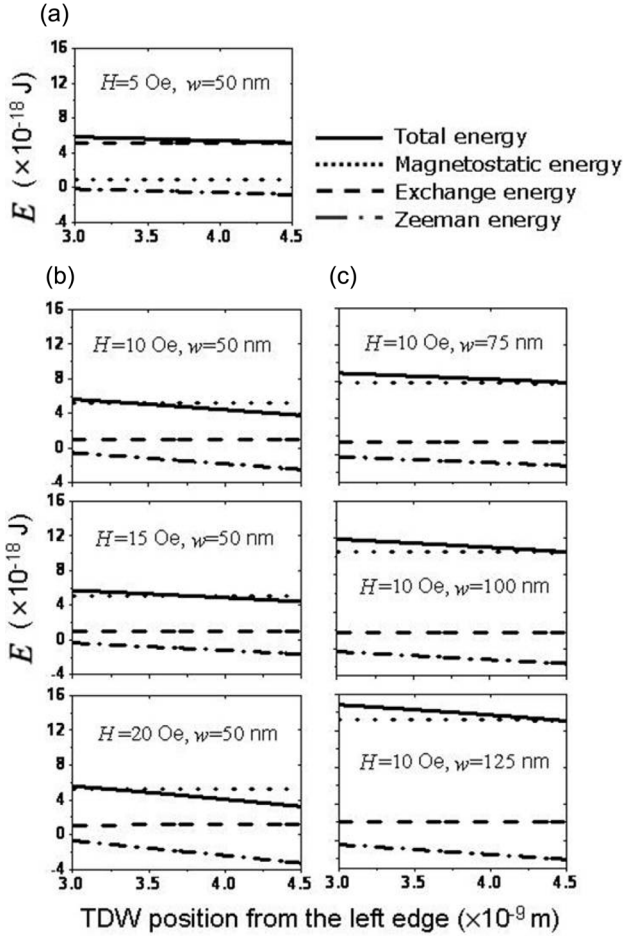 (a)
16
12
8
4
0
-4
E (×10-18 J)
H=5 Oe, w=50 nm
3.0 3.5 4.0 4.5
Total energy
Magnetostatic energy
Exchange energy
Zeeman energy
(b)
(c)
16
12
8
4
0
-4
H=10 Oe, w=50 nm
H=10 Oe, w=75 nm
E (×10-18 J)
16
12
8
4
0
-4
H=15 Oe, w=50 nm
H=10 Oe, w=100 nm
16
12
8
4
0
-4
H=20 Oe, w=50 nm
H=10 Oe, w=125 nm
3.0 3.5 4.0 4.5
3.0 3.5 4.0 4.5
TDW position from the left edge (×10-9 m)